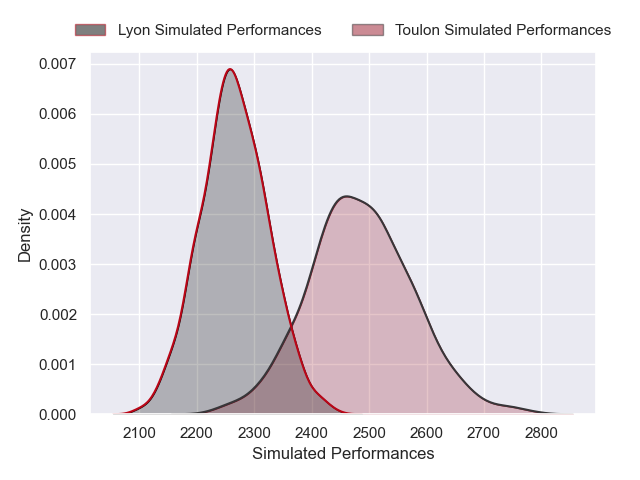 Lyon Simulated Performances Toulon Simulated Performances
0.007
0.006
0.005
0.004
0.003
0.002
0.001
0.000
Density
2100 2200 2300 2400 2500 2600 2700 2800
Simulated Performances